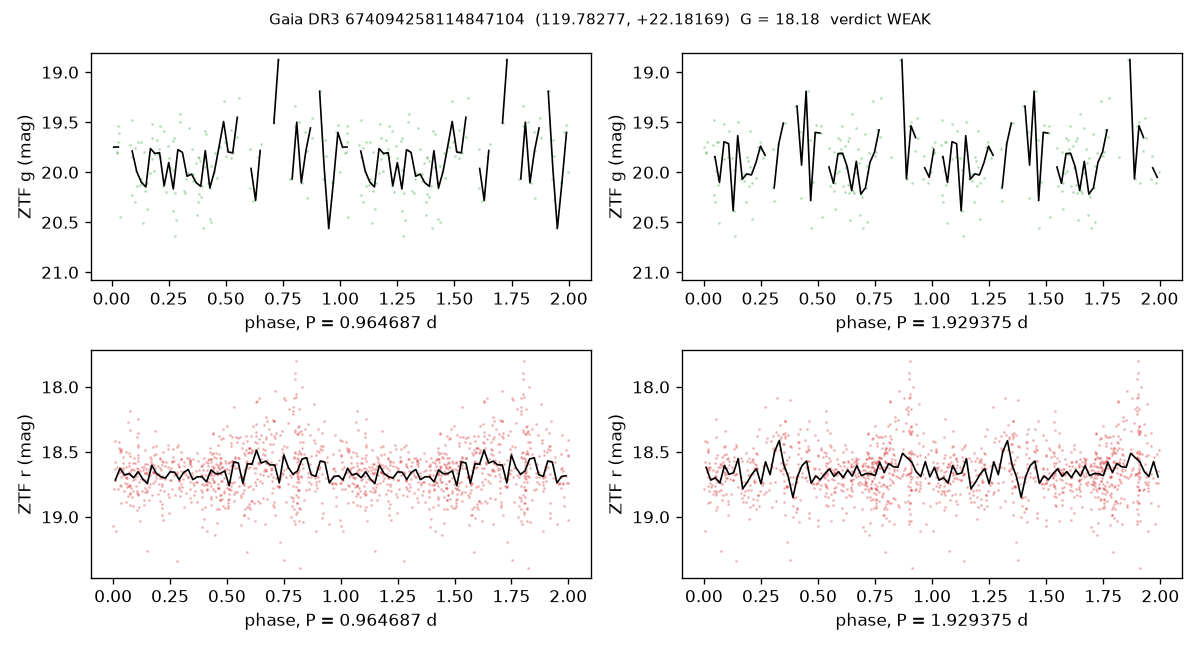 Gaia DR3 674094258114847104  (119.78277, +22.18169)  G = 18.18  verdict WEAK
ZTF g (mag)
19.0
19.5
20.0
20.5
21.0
0.00 0.25 0.50 0.75 1.00 1.25 1.50 1.75 2.00
phase, P = 0.964687 d
ZTF g (mag)
19.0
19.5
20.0
20.5
21.0
0.00 0.25 0.50 0.75 1.00 1.25 1.50 1.75 2.00
phase, P = 1.929375 d
ZTF r (mag)
18.0
18.5
19.0
0.00 0.25 0.50 0.75 1.00 1.25 1.50 1.75 2.00
phase, P = 0.964687 d
ZTF r (mag)
18.0
18.5
19.0
0.00 0.25 0.50 0.75 1.00 1.25 1.50 1.75 2.00
phase, P = 1.929375 d